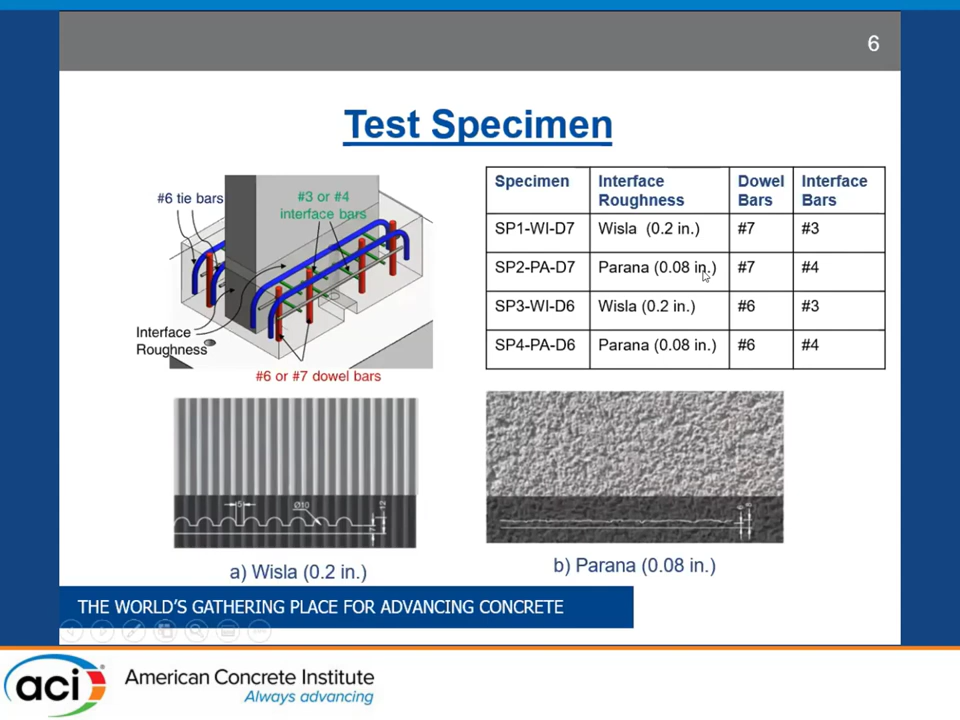 6
Test Specimen
#6 tie bars
#3 or #4
interface bars
Interface
Roughness
#6 or #7 dowel bars
Specimen Interface Roughness Dowel Bars Interface Bars
SP1-WI-D7 Wisla (0.2 in.) #7 #3
SP2-PA-D7 Parana (0.08 in.) #7 #4
SP3-WI-D6 Wisla (0.2 in.) #6 #3
SP4-PA-D6 Parana (0.08 in.) #6 #4
5 Ø10 12
7
a) Wisla (0.2 in.)
b) Parana (0.08 in.)
THE WORLD'S GATHERING PLACE FOR ADVANCING CONCRETE
aci
American Concrete Institute
Always advancing